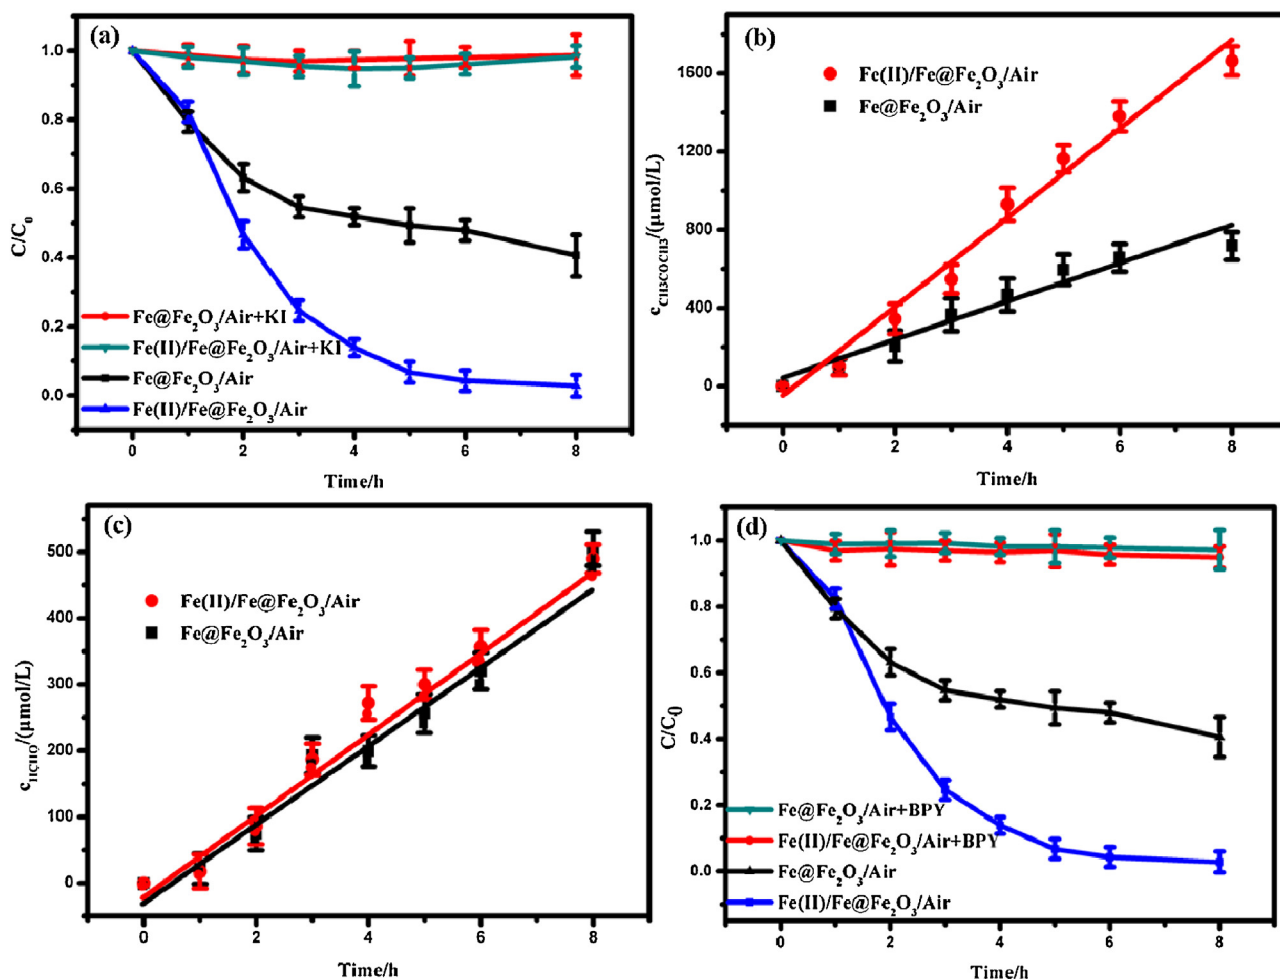 (a)
1.0
0.8
0.6
0.4
0.2
0.0
C/C₀
Fe@Fe₂O₃/Air+KI
Fe(II)/Fe@Fe₂O₃/Air+KI
Fe@Fe₂O₃/Air
Fe(II)/Fe@Fe₂O₃/Air
0 2 4 6 8
Time/h
(b)
1600
1200
800
400
0
c_CH3COCH3/(μmol/L)
Fe(II)/Fe@Fe₂O₃/Air
Fe@Fe₂O₃/Air
0 2 4 6 8
Time/h
(c)
500
400
300
200
100
0
c_HCHO/(μmol/L)
Fe(II)/Fe@Fe₂O₃/Air
Fe@Fe₂O₃/Air
0 2 4 6 8
Time/h
(d)
1.0
0.8
0.6
0.4
0.2
0.0
C/C₀
Fe@Fe₂O₃/Air+BPY
Fe(II)/Fe@Fe₂O₃/Air+BPY
Fe@Fe₂O₃/Air
Fe(II)/Fe@Fe₂O₃/Air
0 2 4 6 8
Time/h